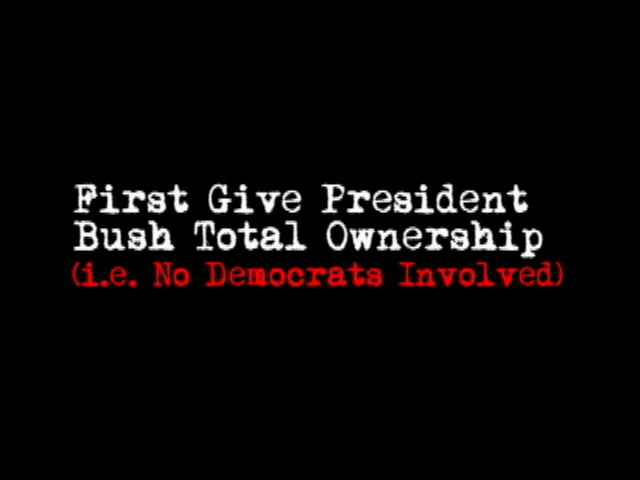 First Give President
Bush Total Ownership
(i.e. No Democrats Involved)